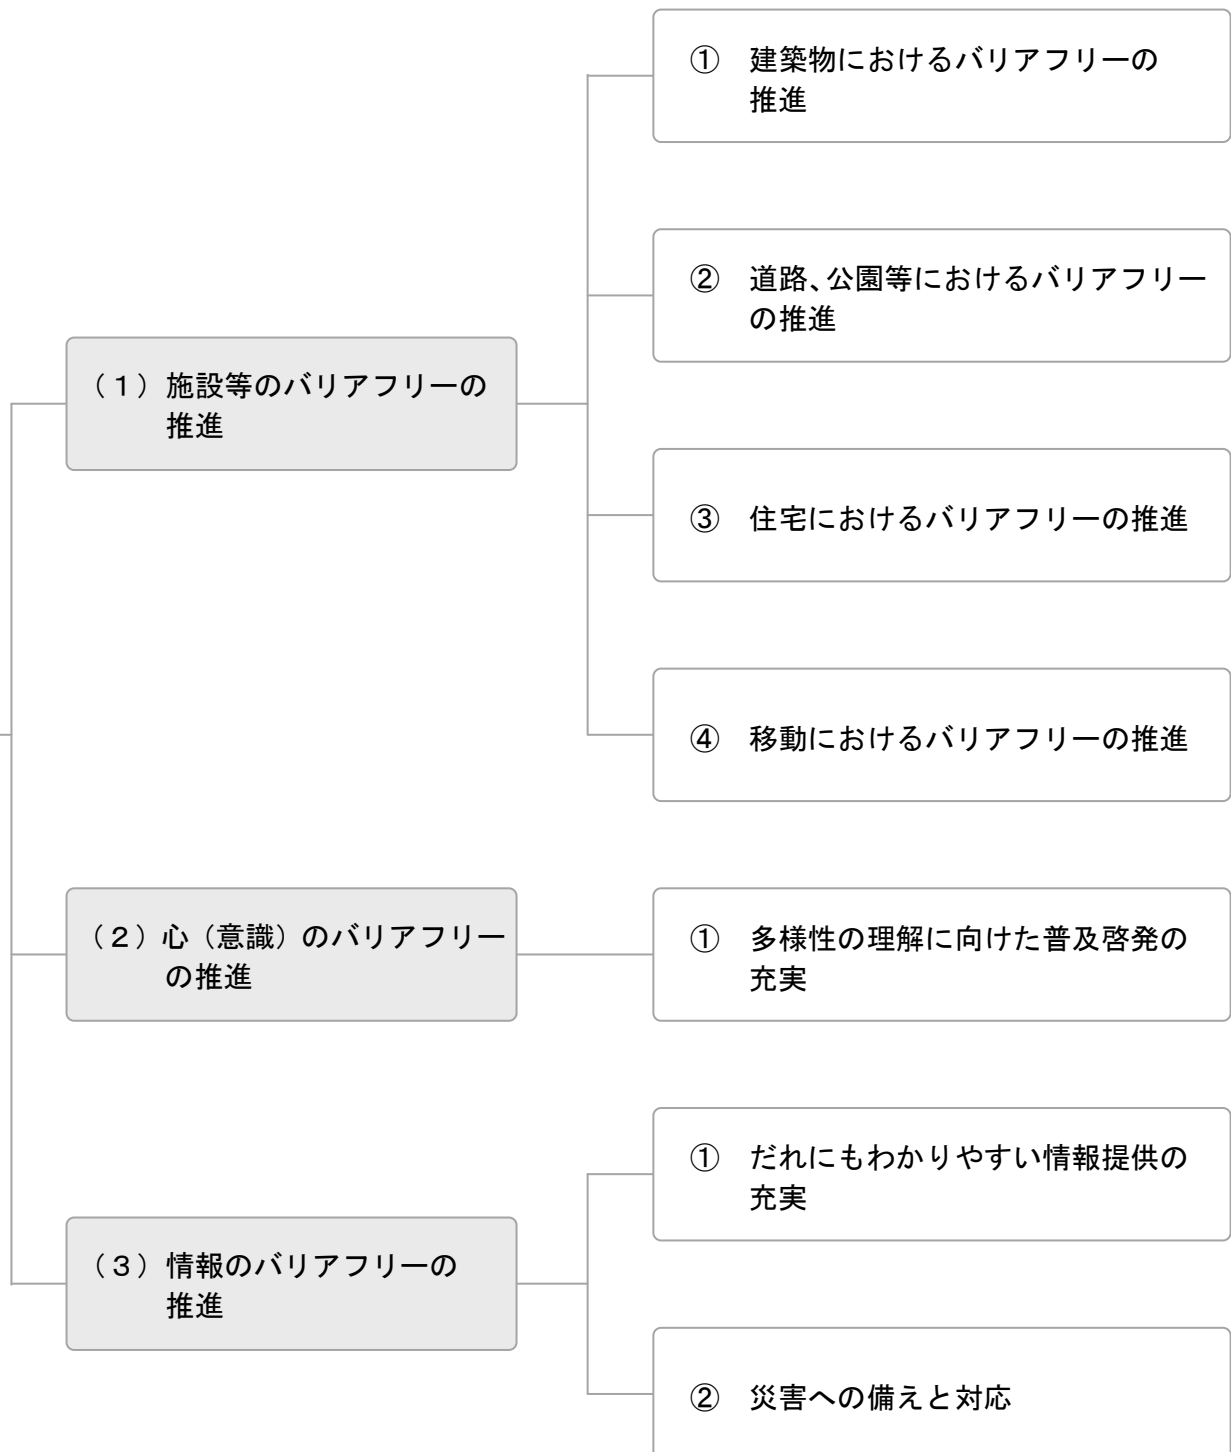 （１）施設等のバリアフリーの
推進
① 建築物におけるバリアフリーの
推進
② 道路、公園等におけるバリアフリー
の推進
③ 住宅におけるバリアフリーの推進
④ 移動におけるバリアフリーの推進
（２）心（意識）のバリアフリー
の推進
① 多様性の理解に向けた普及啓発の
充実
（３）情報のバリアフリーの
推進
① だれにもわかりやすい情報提供の
充実
② 災害への備えと対応